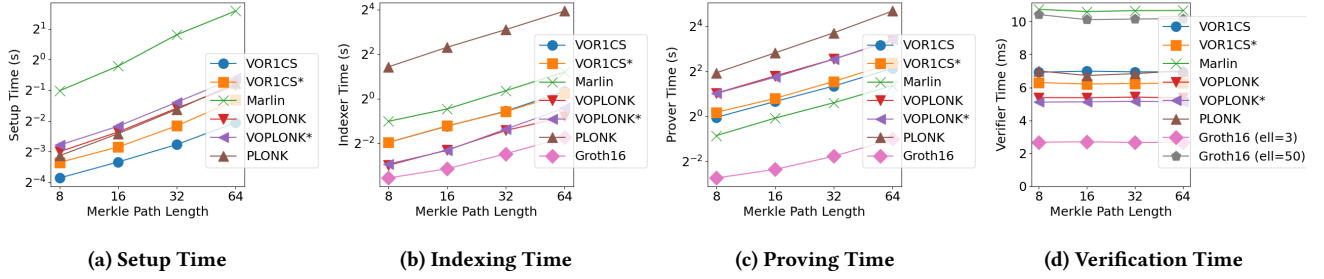 Setup Time (s)
2^1
2^0
2^-1
2^-2
2^-3
2^-4
8 16 32 64
Merkle Path Length
VOR1CS
VOR1CS*
Marlin
VOPLONK
VOPLONK*
PLONK
(a) Setup Time
Indexer Time (s)
2^4
2^2
2^0
2^-2
8 16 32 64
Merkle Path Length
VOR1CS
VOR1CS*
Marlin
VOPLONK
VOPLONK*
PLONK
Groth16
(b) Indexing Time
Prover Time (s)
2^4
2^2
2^0
2^-2
8 16 32 64
Merkle Path Length
VOR1CS
VOR1CS*
Marlin
VOPLONK
VOPLONK*
PLONK
Groth16
(c) Proving Time
Verifier Time (ms)
10
8
6
4
2
0
8 16 32 64
Merkle Path Length
VOR1CS
VOR1CS*
Marlin
VOPLONK
VOPLONK*
PLONK
Groth16 (ell=3)
Groth16 (ell=50)
(d) Verification Time